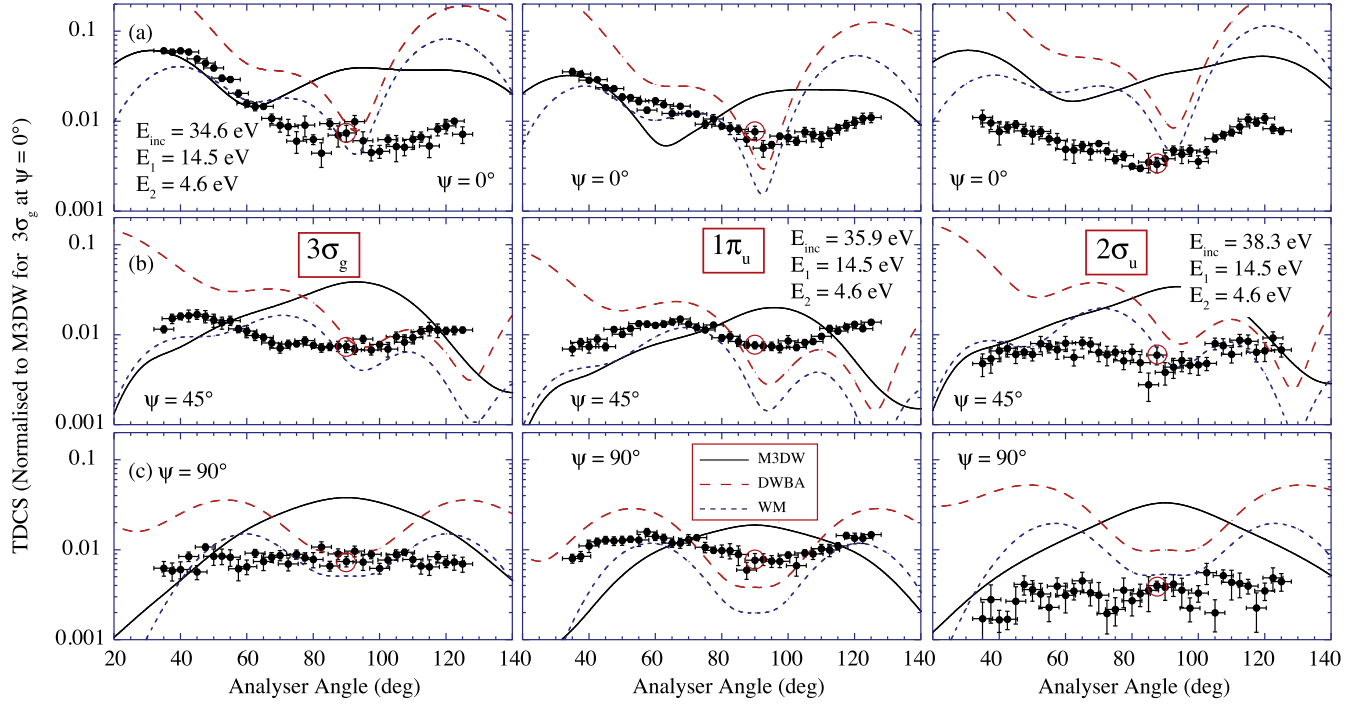 TDCS (Normalised to M3DW for 3σg at ψ = 0°)
0.1
0.01
0.001
(a)
E_inc = 34.6 eV
E_1 = 14.5 eV
E_2 = 4.6 eV
ψ = 0°
ψ = 0°
ψ = 0°
0.1
0.01
0.001
(b)
3σ_g
ψ = 45°
1π_u
E_inc = 35.9 eV
E_1 = 14.5 eV
E_2 = 4.6 eV
ψ = 45°
2σ_u
E_inc = 38.3 eV
E_1 = 14.5 eV
E_2 = 4.6 eV
ψ = 45°
0.1
0.01
0.001
(c) ψ = 90°
ψ = 90°
M3DW
DWBA
WM
ψ = 90°
20 40 60 80 100 120 140
40 60 80 100 120 140
40 60 80 100 120 140
Analyser Angle (deg)
Analyser Angle (deg)
Analyser Angle (deg)